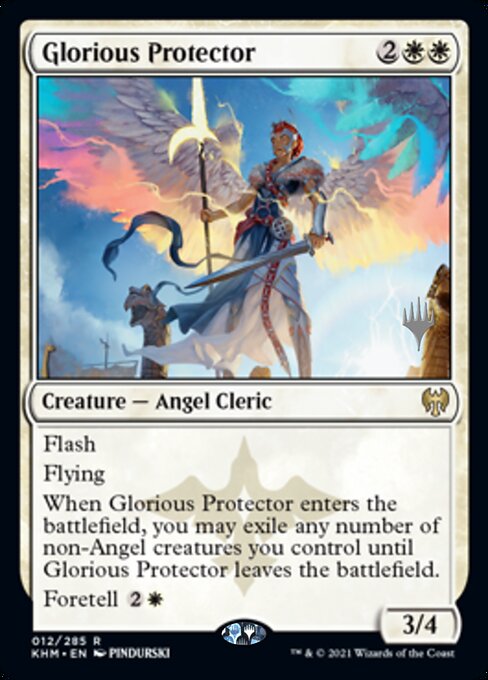 Glorious Protector 2
Creature — Angel Cleric
Flash
Flying
When Glorious Protector enters the
battlefield, you may exile any number of
non-Angel creatures you control until
Glorious Protector leaves the battlefield.
Foretell 2
3/4
012/285 R
KHM • EN PINDURSKI
™ & © 2021 Wizards of the Coast